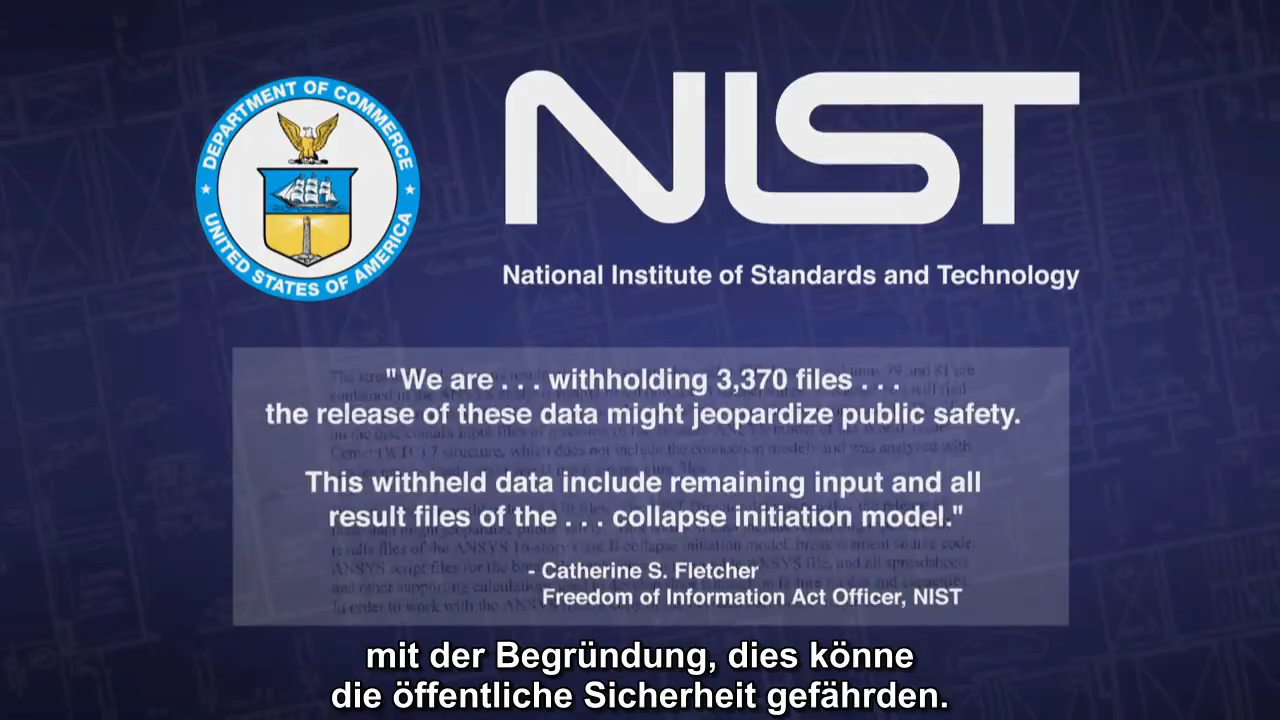 DEPARTMENT OF COMMERCE
UNITED STATES OF AMERICA
NIST
National Institute of Standards and Technology
"We are . . . withholding 3,370 files . . .
the release of these data might jeopardize public safety.
This withheld data include remaining input and all
result files of the . . . collapse initiation model."
- Catherine S. Fletcher
Freedom of Information Act Officer, NIST
mit der Begründung, dies könne
die öffentliche Sicherheit gefährden.